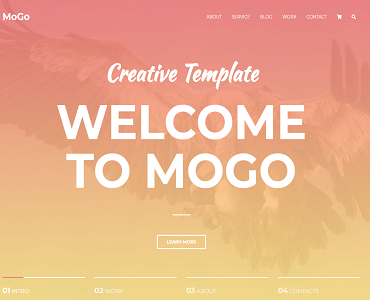 MoGo
ABOUT SERVICE BLOG WORK CONTACT
Creative Template
WELCOME
TO MOGO
LEARN MORE
01 INTRO
02 WORK
03 ABOUT
04 CONTACTS